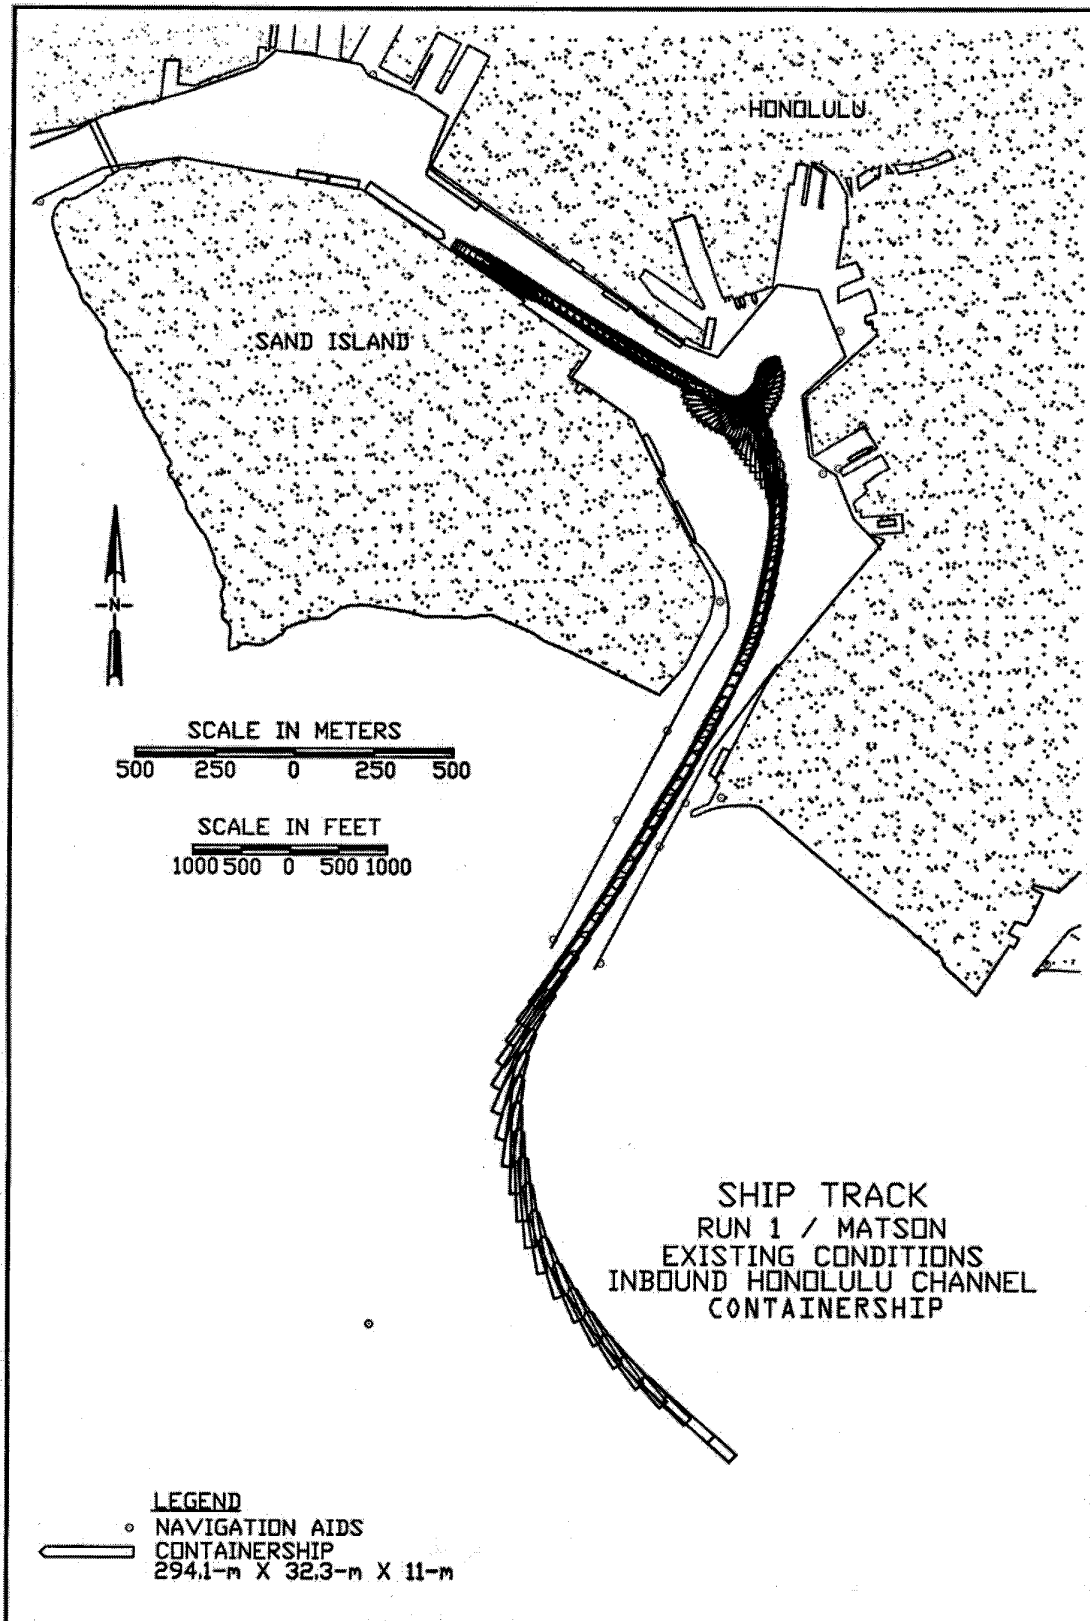 HONOLULU
SAND ISLAND
N
SCALE IN METERS
500 250 0 250 500
SCALE IN FEET
1000 500 0 500 1000
SHIP TRACK
RUN 1 / MATSON
EXISTING CONDITIONS
INBOUND HONOLULU CHANNEL
CONTAINERSHIP
LEGEND
NAVIGATION AIDS
CONTAINERSHIP
294.1-m X 32.3-m X 11-m